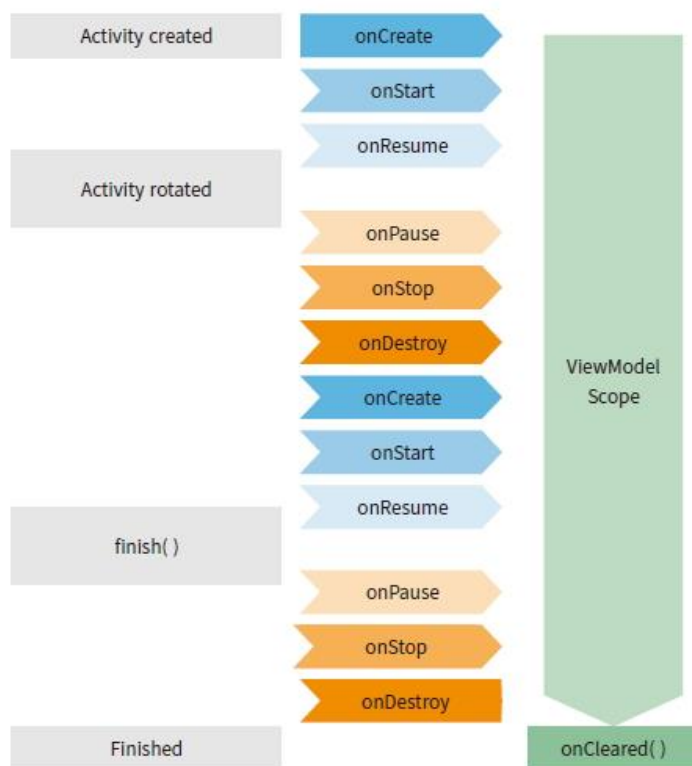 Activity created
onCreate
onStart
onResume
Activity rotated
onPause
onStop
onDestroy
ViewModel
Scope
onCreate
onStart
onResume
finish( )
onPause
onStop
onDestroy
Finished
onCleared( )